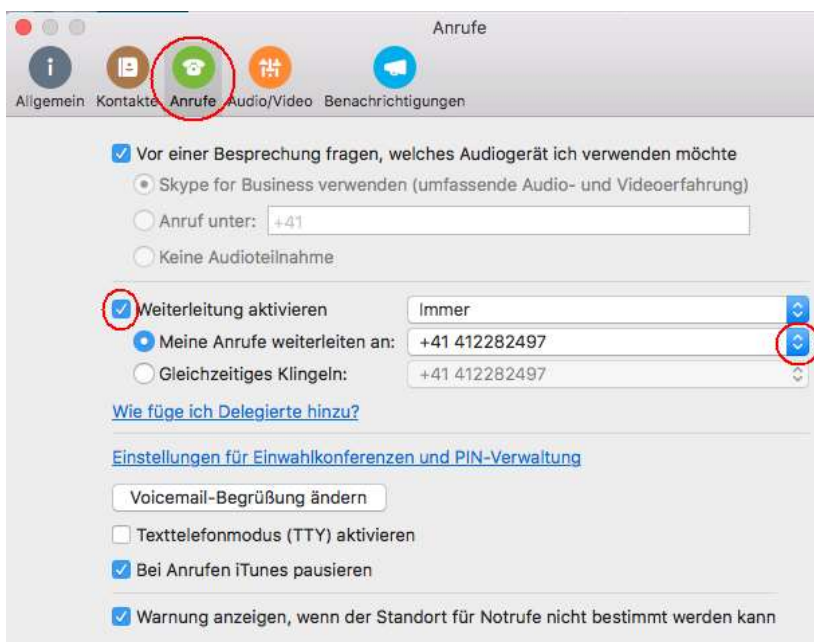 Anrufe
Allgemein Kontakte Anrufe Audio/Video Benachrichtigungen
Vor einer Besprechung fragen, welches Audiogerät ich verwenden möchte
Skype for Business verwenden (umfassende Audio- und Videoerfahrung)
Anruf unter: +41
Keine Audioteilnahme
Weiterleitung aktivieren Immer
Meine Anrufe weiterleiten an: +41 412282497
Gleichzeitiges Klingeln: +41 412282497
Wie füge ich Delegierte hinzu?
Einstellungen für Einwahlkonferenzen und PIN-Verwaltung
Voicemail-Begrüßung ändern
Texttelefonmodus (TTY) aktivieren
Bei Anrufen iTunes pausieren
Warnung anzeigen, wenn der Standort für Notrufe nicht bestimmt werden kann